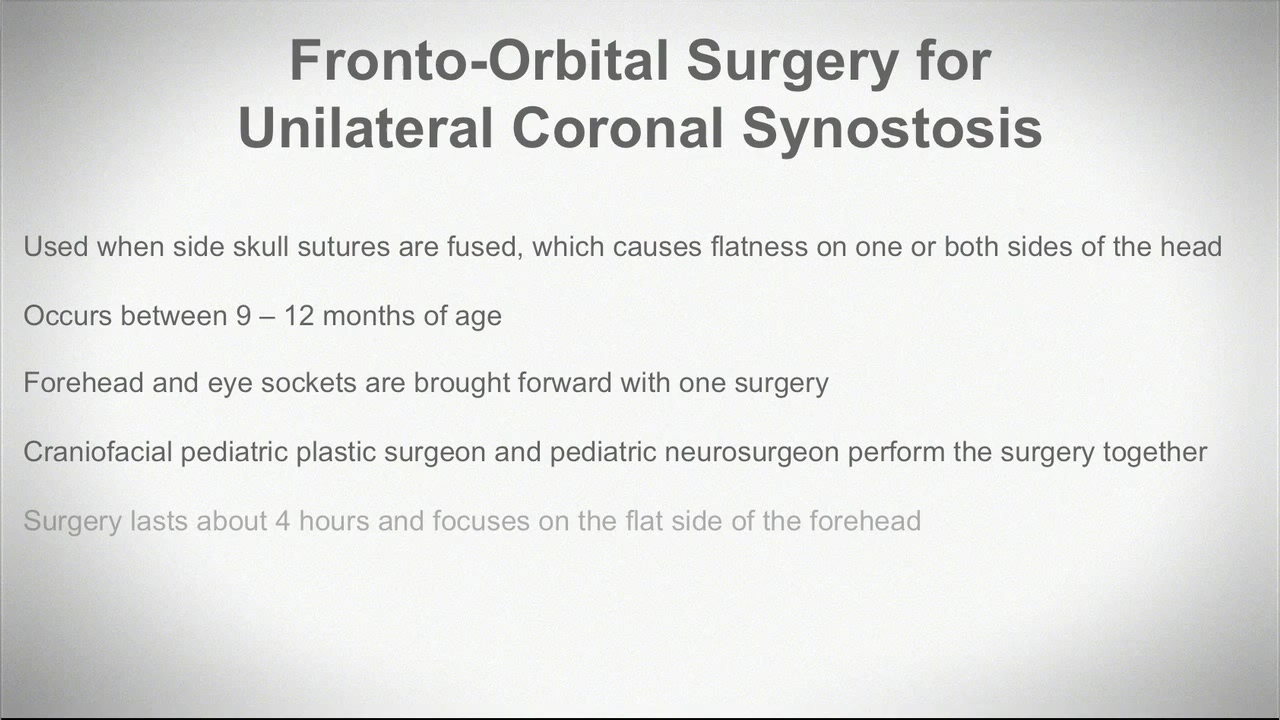 Fronto-Orbital Surgery for
Unilateral Coronal Synostosis
Used when side skull sutures are fused, which causes flatness on one or both sides of the head
Occurs between 9 – 12 months of age
Forehead and eye sockets are brought forward with one surgery
Craniofacial pediatric plastic surgeon and pediatric neurosurgeon perform the surgery together
Surgery lasts about 4 hours and focuses on the flat side of the forehead